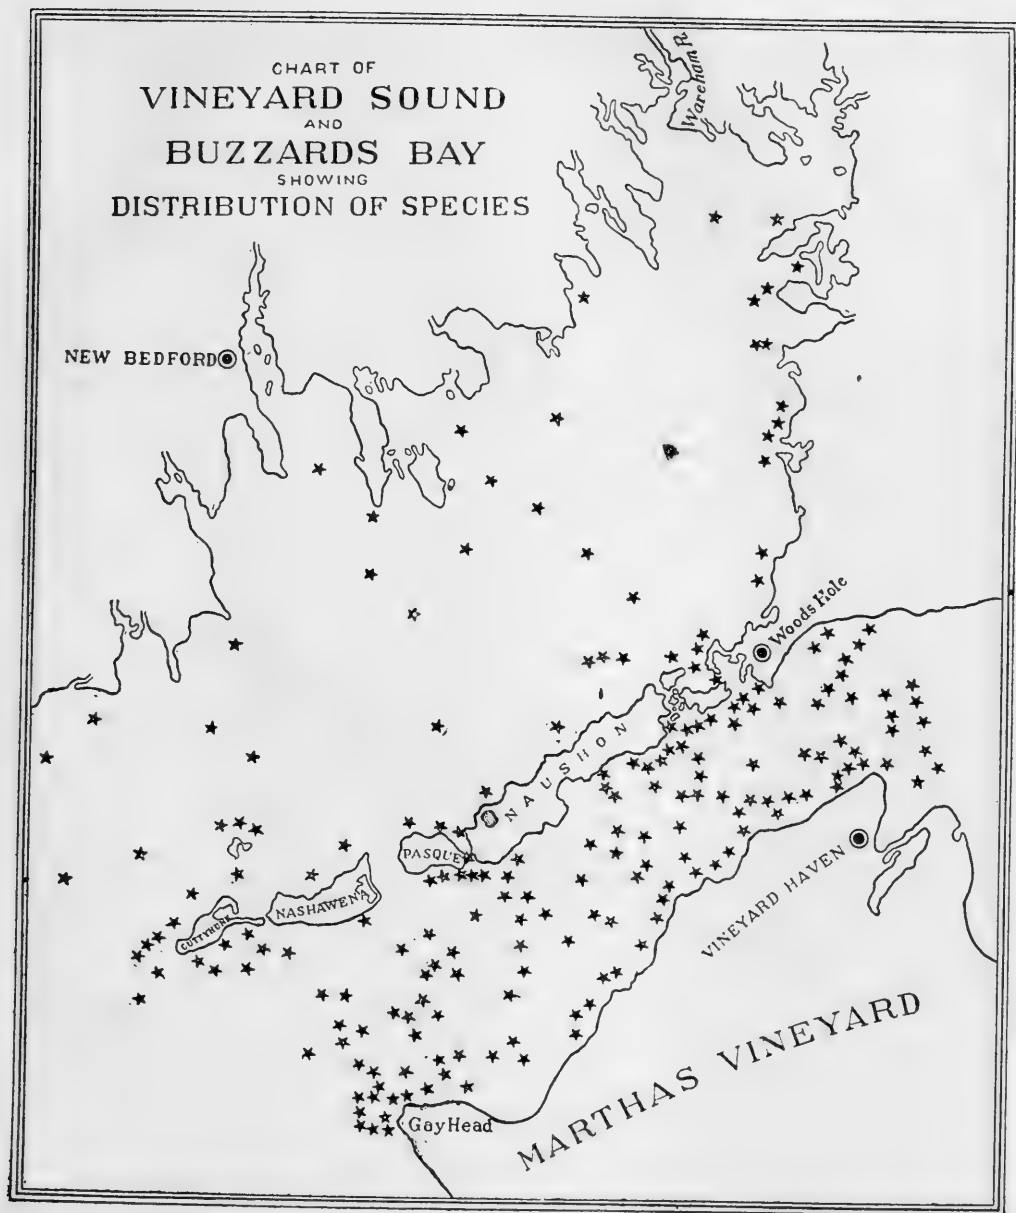 CHART OF
VINEYARD SOUND
AND
BUZZARDS BAY
SHOWING
DISTRIBUTION OF SPECIES
Wareham R.
NEW BEDFORD
Woods Hole
NAUSHON
PASQUE
NASHAWENA
CUTTYHUNK
VINEYARD HAVEN
MARTHAS VINEYARD
Gay Head